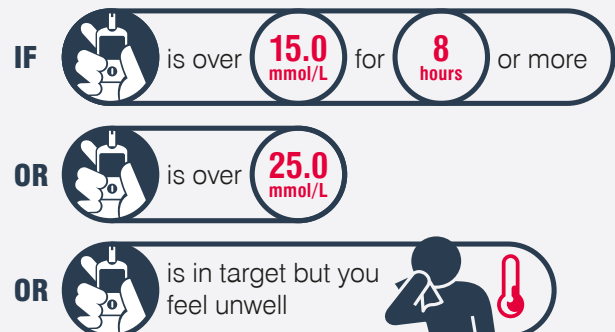 IF is over 15.0 mmol/L for 8 hours or more
OR is over 25.0 mmol/L
OR is in target but you
feel unwell